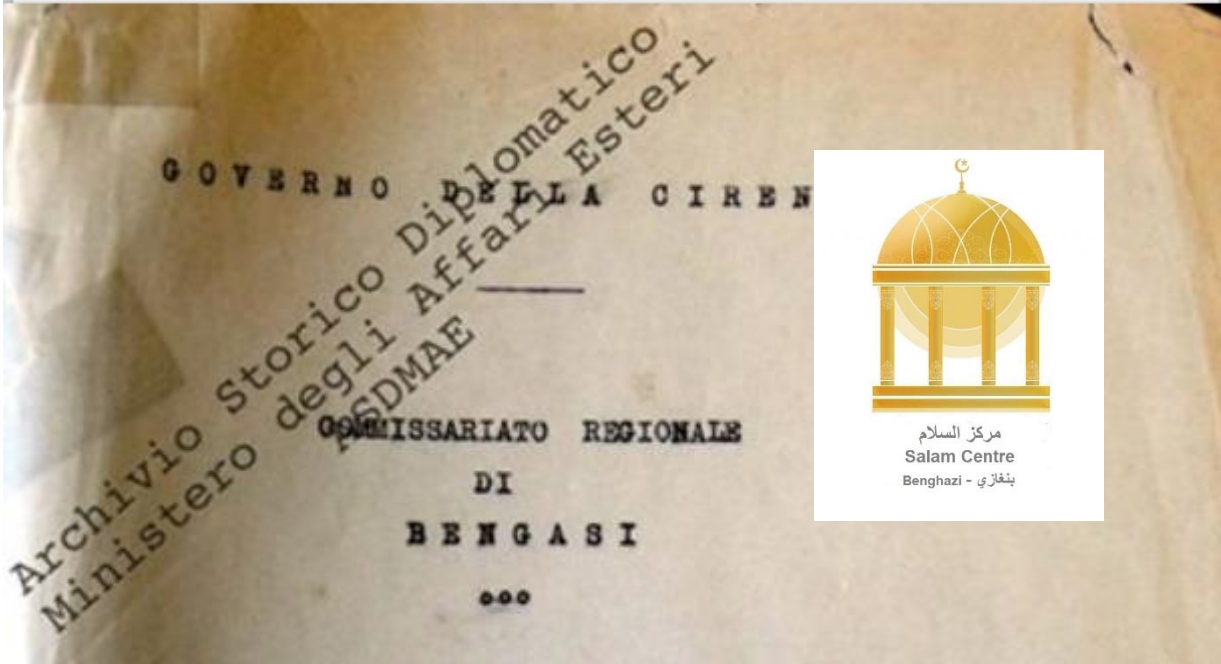 GOVERNO DELLA CIREN
Archivio Storico Diplomatico
Ministero degli Affari Esteri
ASDMAE
COMMISSARIATO REGIONALE
DI
BENGASI
ooo
مركز السلام
Salam Centre
Benghazi - بنغازي